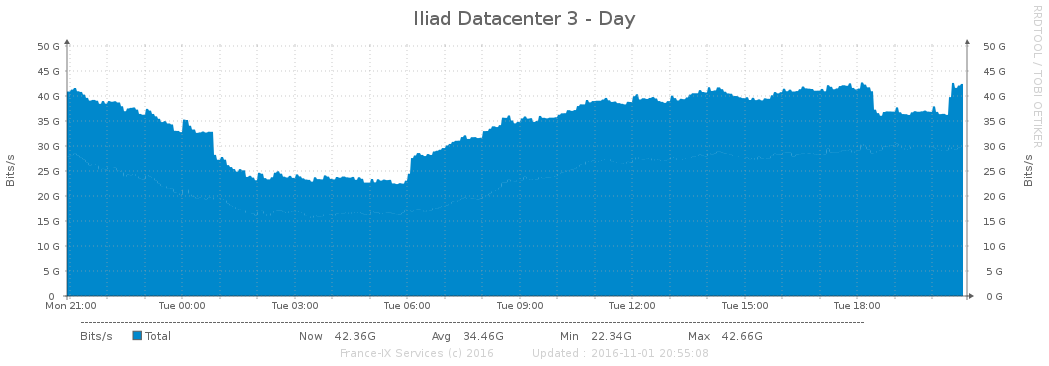 Iliad Datacenter 3 - Day
RRDTOOL / TOBI OETIKER
Bits/s
50 G 50 G
45 G 45 G
40 G 40 G
35 G 35 G
30 G 30 G
25 G 25 G
20 G 20 G
15 G 15 G
10 G 10 G
5 G 5 G
0 0 G
Bits/s
Mon 21:00 Tue 00:00 Tue 03:00 Tue 06:00 Tue 09:00 Tue 12:00 Tue 15:00 Tue 18:00
Bits/s Total Now 42.36G Avg 34.46G Min 22.34G Max 42.66G
France-IX Services (c) 2016 Updated : 2016-11-01 20:55:08